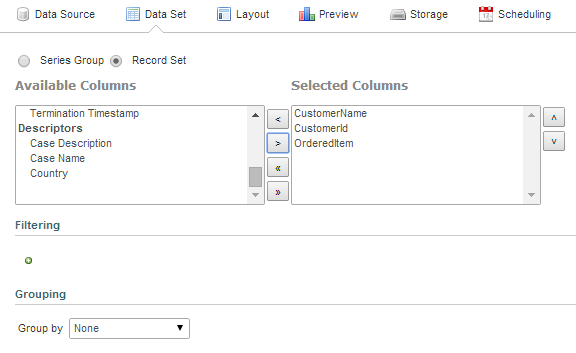 Data Source Data Set Layout Preview Storage Scheduling
Series Group Record Set
Available Columns Selected Columns
Termination Timestamp
Descriptors
Case Description
Case Name
Country
<
>
«
»
CustomerName
CustomerId
OrderedItem
Filtering
Grouping
Group by None